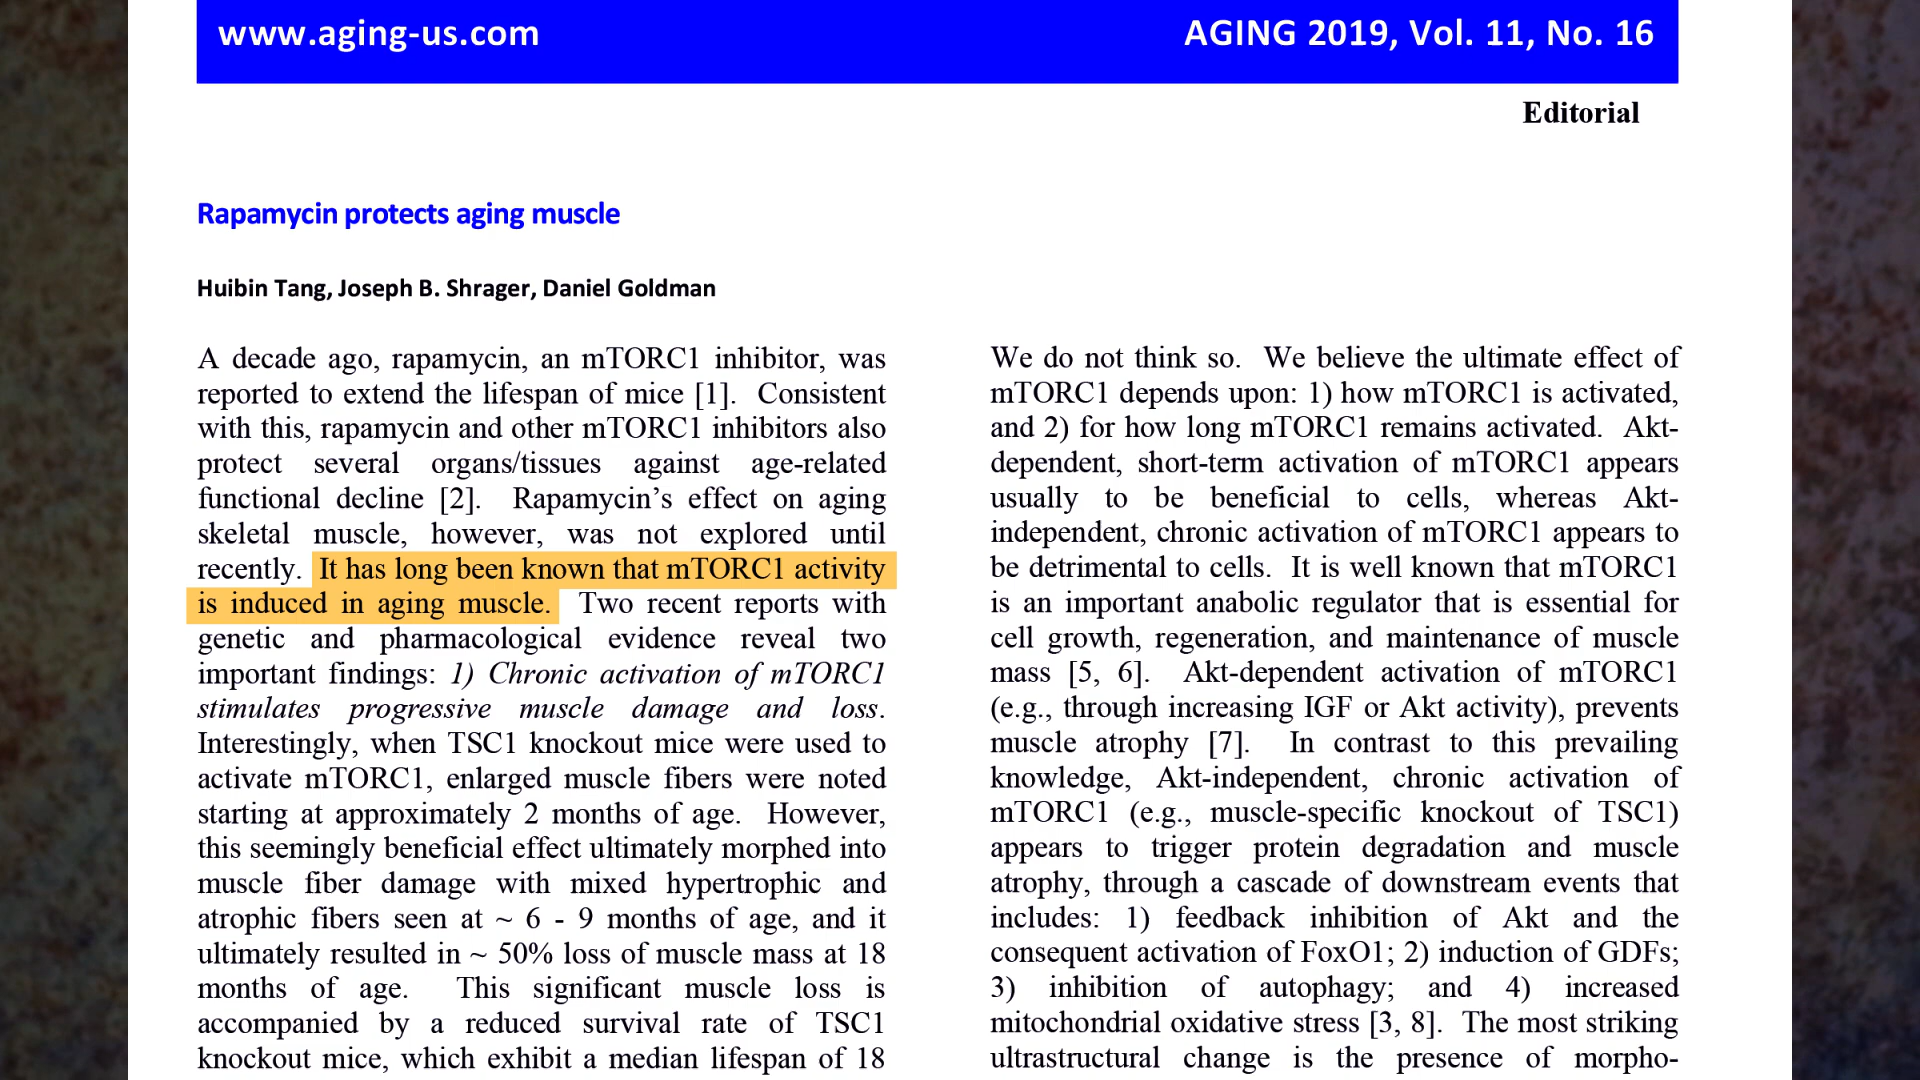 www.aging-us.com
AGING 2019, Vol. 11, No. 16
Editorial
Rapamycin protects aging muscle
Huibin Tang, Joseph B. Shrager, Daniel Goldman
A decade ago, rapamycin, an mTORC1 inhibitor, was
reported to extend the lifespan of mice [1]. Consistent
with this, rapamycin and other mTORC1 inhibitors also
protect several organs/tissues against age-related
functional decline [2]. Rapamycin’s effect on aging
skeletal muscle, however, was not explored until
recently. It has long been known that mTORC1 activity
is induced in aging muscle. Two recent reports with
genetic and pharmacological evidence reveal two
important findings: 1) Chronic activation of mTORC1
stimulates progressive muscle damage and loss.
Interestingly, when TSC1 knockout mice were used to
activate mTORC1, enlarged muscle fibers were noted
starting at approximately 2 months of age. However,
this seemingly beneficial effect ultimately morphed into
muscle fiber damage with mixed hypertrophic and
atrophic fibers seen at ~ 6 - 9 months of age, and it
ultimately resulted in ~ 50% loss of muscle mass at 18
months of age. This significant muscle loss is
accompanied by a reduced survival rate of TSC1
knockout mice, which exhibit a median lifespan of 18
We do not think so. We believe the ultimate effect of
mTORC1 depends upon: 1) how mTORC1 is activated,
and 2) for how long mTORC1 remains activated. Akt-
dependent, short-term activation of mTORC1 appears
usually to be beneficial to cells, whereas Akt-
independent, chronic activation of mTORC1 appears to
be detrimental to cells. It is well known that mTORC1
is an important anabolic regulator that is essential for
cell growth, regeneration, and maintenance of muscle
mass [5, 6]. Akt-dependent activation of mTORC1
(e.g., through increasing IGF or Akt activity), prevents
muscle atrophy [7]. In contrast to this prevailing
knowledge, Akt-independent, chronic activation of
mTORC1 (e.g., muscle-specific knockout of TSC1)
appears to trigger protein degradation and muscle
atrophy, through a cascade of downstream events that
includes: 1) feedback inhibition of Akt and the
consequent activation of FoxO1; 2) induction of GDFs;
3) inhibition of autophagy; and 4) increased
mitochondrial oxidative stress [3, 8]. The most striking
ultrastructural change is the presence of morpho-